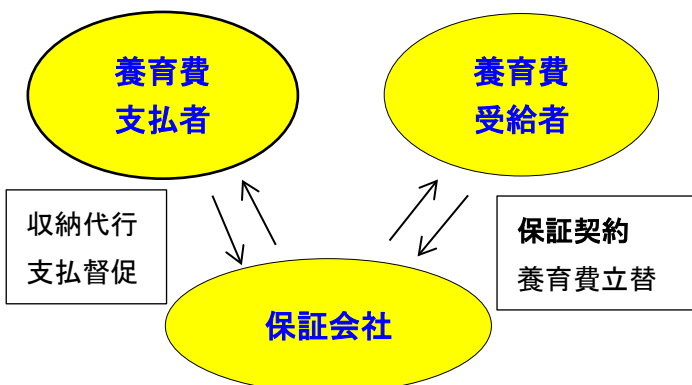 養育費
支払者
養育費
受給者
収納代行
支払督促
保証契約
養育費立替
保証会社